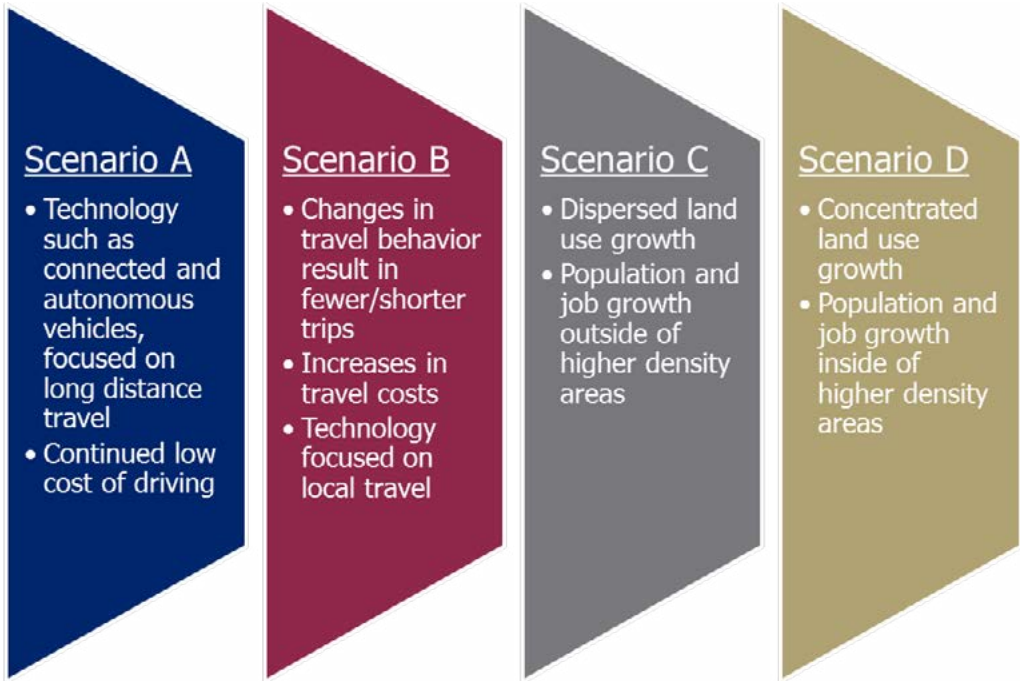 Scenario A
• Technology
such as
connected and
autonomous
vehicles,
focused on
long distance
travel
• Continued low
cost of driving
Scenario B
• Changes in
travel behavior
result in
fewer/shorter
trips
• Increases in
travel costs
• Technology
focused on
local travel
Scenario C
• Dispersed land
use growth
• Population and
job growth
outside of
higher density
areas
Scenario D
• Concentrated
land use
growth
• Population and
job growth
inside of
higher density
areas